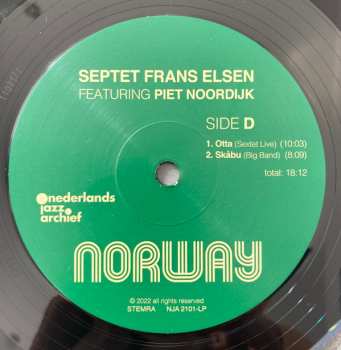 SEPTET FRANS ELSEN
FEATURING PIET NOORDIJK
SIDE D
1. Otta (Sextet Live) (10:03)
2. Skåbu (Big Band) (8:09)
total: 18:12
nederlands
jazz
archief
NORWAY
© 2022 all rights reserved
STEMRA NJA 2101-LP